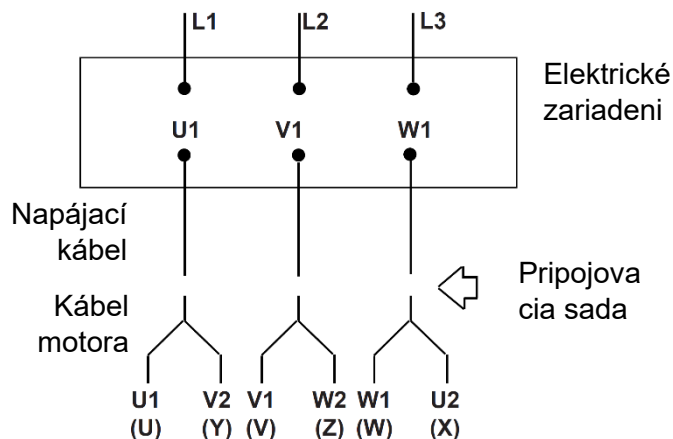 L1 L2 L3
Elektrické
zariadeni
U1 V1 W1
Napájací
kábel
Pripojova
cia sada
Kábel
motora
U1 V2 V1 W2 W1 U2
(U) (Y) (V) (Z) (W) (X)